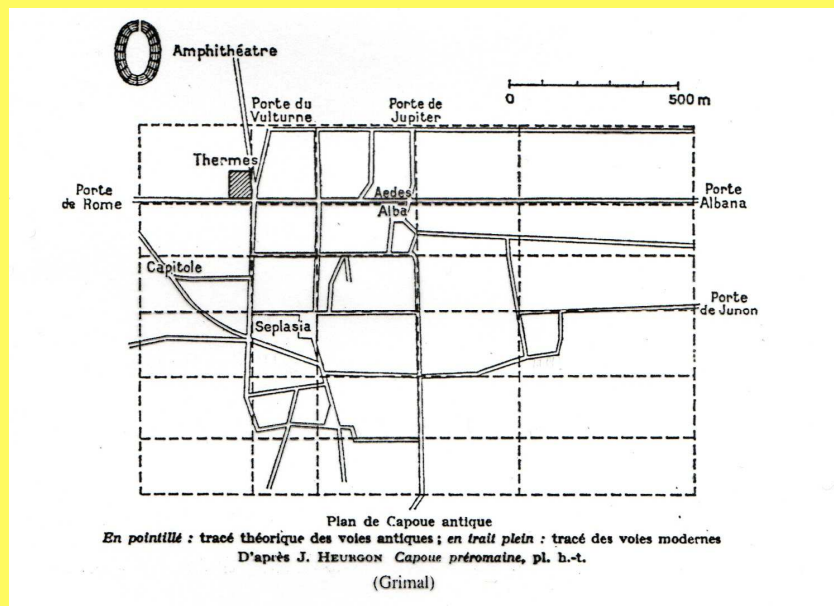 Amphithéatre
0 500 m
Porte du
Vulturne
Porte de
Jupiter
Thermes
Porte
de Rome
Aedes
Alba
Porte
Albana
Capitole
Porte
de Junon
Seplasia
Plan de Capoue antique
En pointillé : tracé théorique des voies antiques ; en trait plein : tracé des voies modernes
D'après J. HEURGON Capoue préromaine, pl. h.-t.
(Grimal)